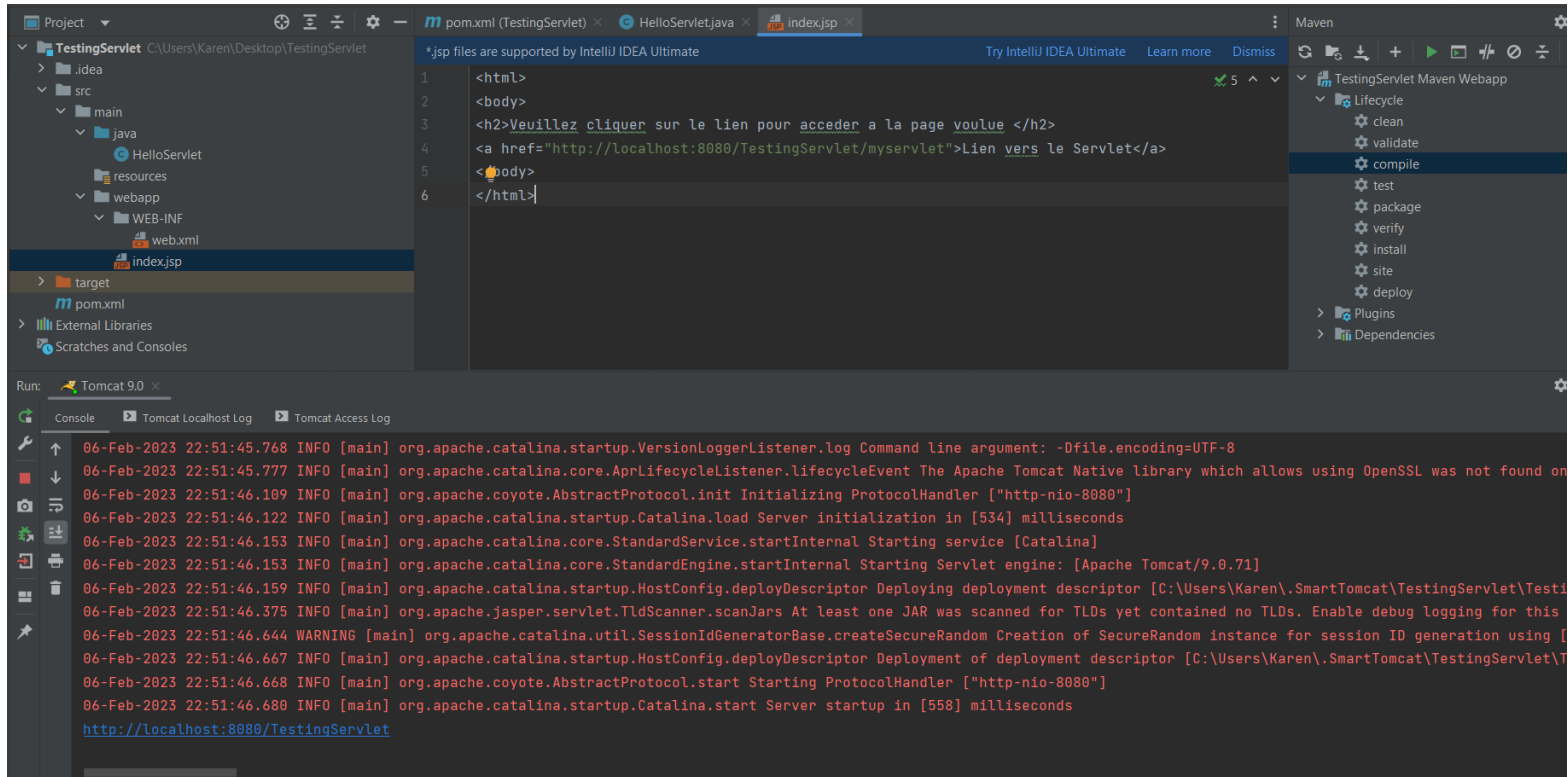 Project
pom.xml (TestingServlet)
HelloServlet.java
index.jsp
Maven
TestingServlet C:\Users\Karen\Desktop\TestingServlet
.idea
src
main
java
HelloServlet
resources
webapp
WEB-INF
web.xml
index.jsp
target
pom.xml
External Libraries
Scratches and Consoles
*.jsp files are supported by IntelliJ IDEA Ultimate Try IntelliJ IDEA Ultimate Learn more Dismiss
1 <html>
2 <body>
3 <h2>Veuillez cliquer sur le lien pour acceder a la page voulue </h2>
4 <a href="http://localhost:8080/TestingServlet/myservlet">Lien vers le Servlet</a>
5 </body>
6 </html>
5
TestingServlet Maven Webapp
Lifecycle
clean
validate
compile
test
package
verify
install
site
deploy
Plugins
Dependencies
Run: Tomcat 9.0
Console Tomcat Localhost Log Tomcat Access Log
06-Feb-2023 22:51:45.768 INFO [main] org.apache.catalina.startup.VersionLoggerListener.log Command line argument: -Dfile.encoding=UTF-8
06-Feb-2023 22:51:45.777 INFO [main] org.apache.catalina.core.AprLifecycleListener.lifecycleEvent The Apache Tomcat Native library which allows using OpenSSL was not found on
06-Feb-2023 22:51:46.109 INFO [main] org.apache.coyote.AbstractProtocol.init Initializing ProtocolHandler ["http-nio-8080"]
06-Feb-2023 22:51:46.122 INFO [main] org.apache.catalina.startup.Catalina.load Server initialization in [534] milliseconds
06-Feb-2023 22:51:46.153 INFO [main] org.apache.catalina.core.StandardService.startInternal Starting service [Catalina]
06-Feb-2023 22:51:46.153 INFO [main] org.apache.catalina.core.StandardEngine.startInternal Starting Servlet engine: [Apache Tomcat/9.0.71]
06-Feb-2023 22:51:46.159 INFO [main] org.apache.catalina.startup.HostConfig.deployDescriptor Deploying deployment descriptor [C:\Users\Karen\.SmartTomcat\TestingServlet\Testi
06-Feb-2023 22:51:46.375 INFO [main] org.apache.jasper.servlet.TldScanner.scanJars At least one JAR was scanned for TLDs yet contained no TLDs. Enable debug logging for this
06-Feb-2023 22:51:46.644 WARNING [main] org.apache.catalina.util.SessionIdGeneratorBase.createSecureRandom Creation of SecureRandom instance for session ID generation using [
06-Feb-2023 22:51:46.667 INFO [main] org.apache.catalina.startup.HostConfig.deployDescriptor Deployment of deployment descriptor [C:\Users\Karen\.SmartTomcat\TestingServlet\T
06-Feb-2023 22:51:46.668 INFO [main] org.apache.coyote.AbstractProtocol.start Starting ProtocolHandler ["http-nio-8080"]
06-Feb-2023 22:51:46.680 INFO [main] org.apache.catalina.startup.Catalina.start Server startup in [558] milliseconds
http://localhost:8080/TestingServlet